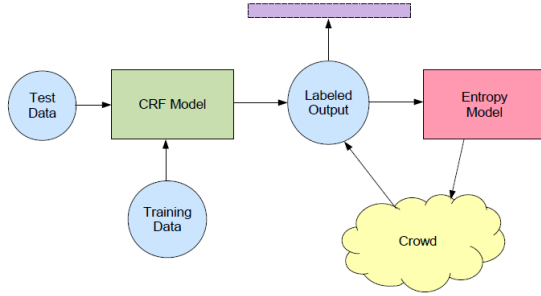 Test
Data
CRF Model
Labeled
Output
Entropy
Model
Training
Data
Crowd